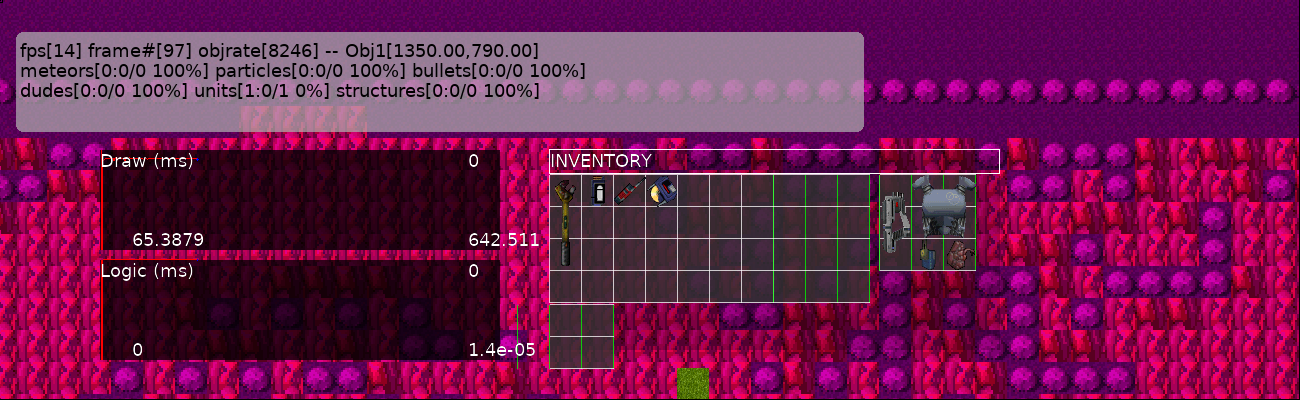 fps[14] frame#[97] objrate[8246] -- Obj1[1350.00,790.00]
meteors[0:0/0 100%] particles[0:0/0 100%] bullets[0:0/0 100%]
dudes[0:0/0 100%] units[1:0/1 0%] structures[0:0/0 100%]
Draw (ms) 0
65.3879 642.511
Logic (ms) 0
0 1.4e-05
INVENTORY